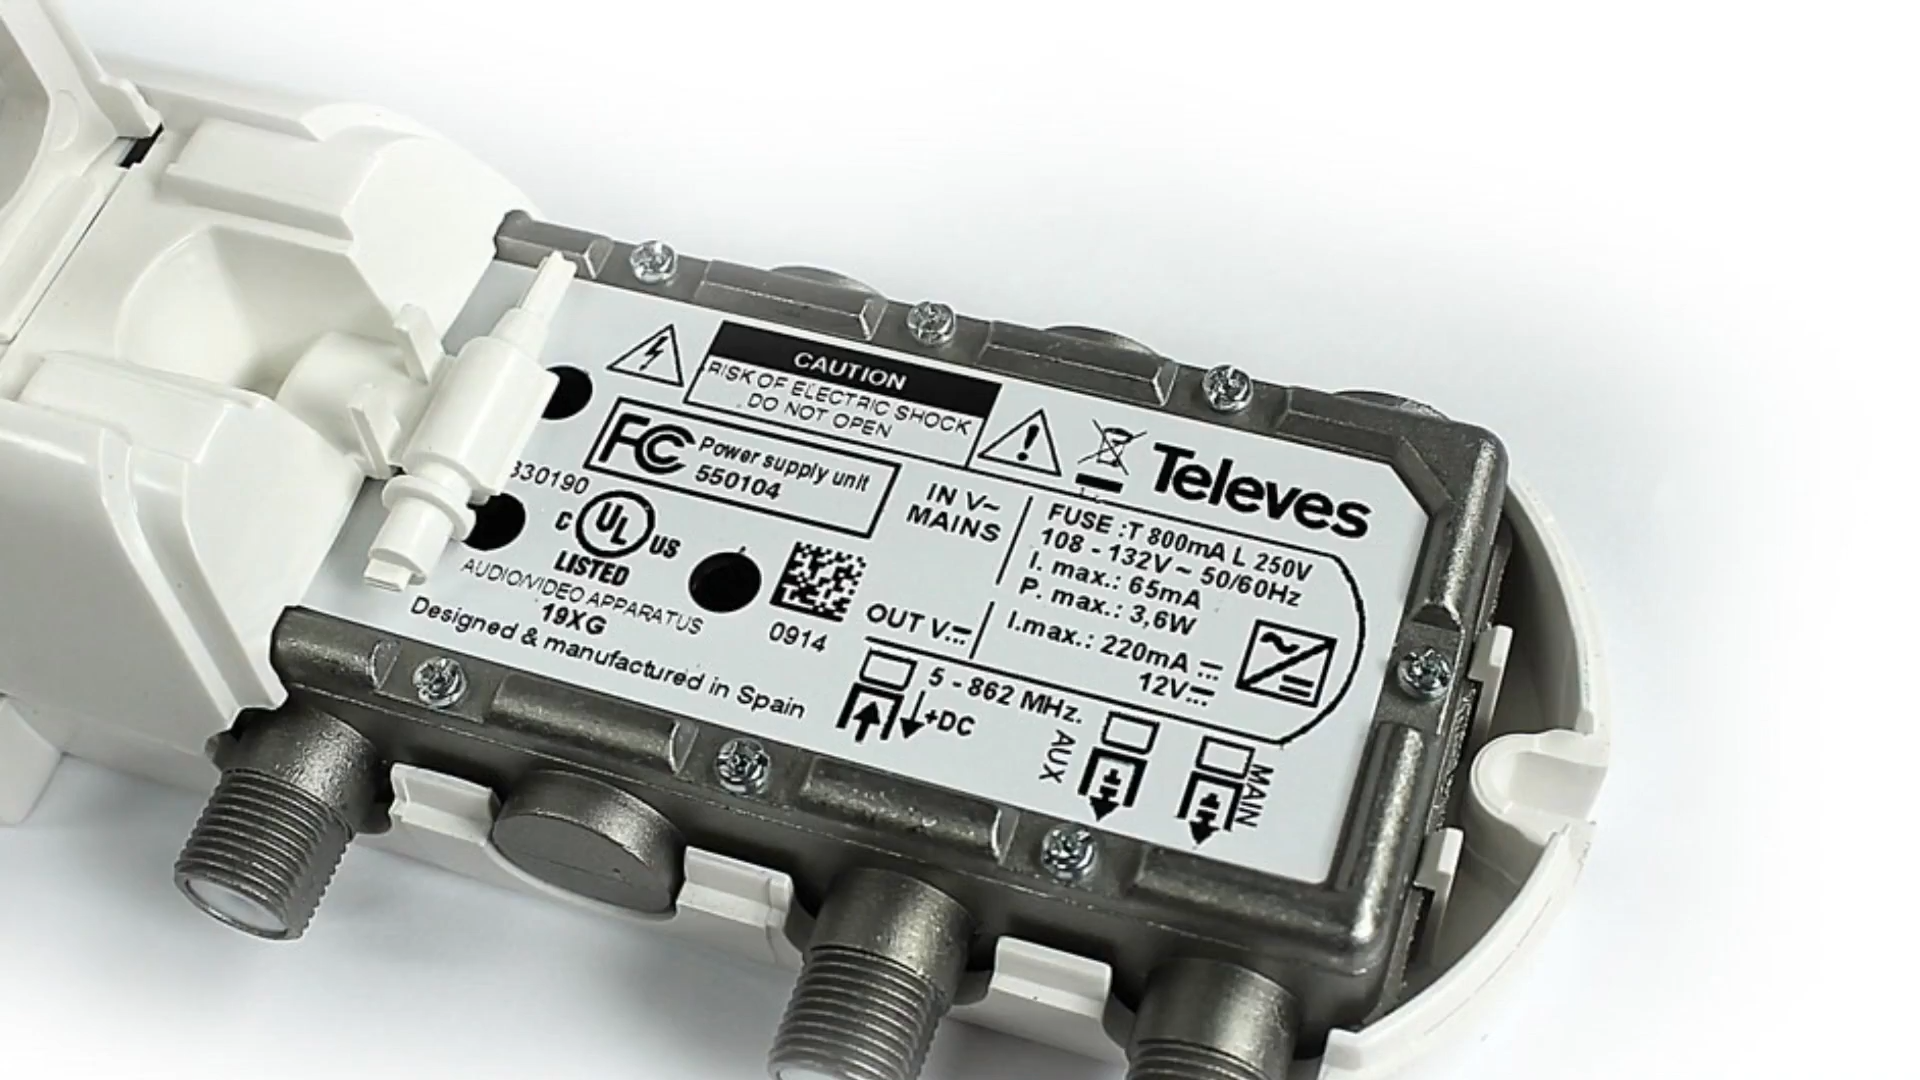 CAUTION
RISK OF ELECTRIC SHOCK
DO NOT OPEN
Televes
FCC
Power supply unit
550104
330190
C UL US
LISTED
AUDIO/VIDEO APPARATUS
19XG
Designed & manufactured in Spain
0914
IN V~
MAINS
FUSE :T 800mA L 250V
108 - 132V ~ 50/60Hz
I. max.: 65mA
P. max.: 3,6W
OUT V⎓
I.max.: 220mA ⎓
12V⎓
5 - 862 MHz.
+DC
AUX
MAIN